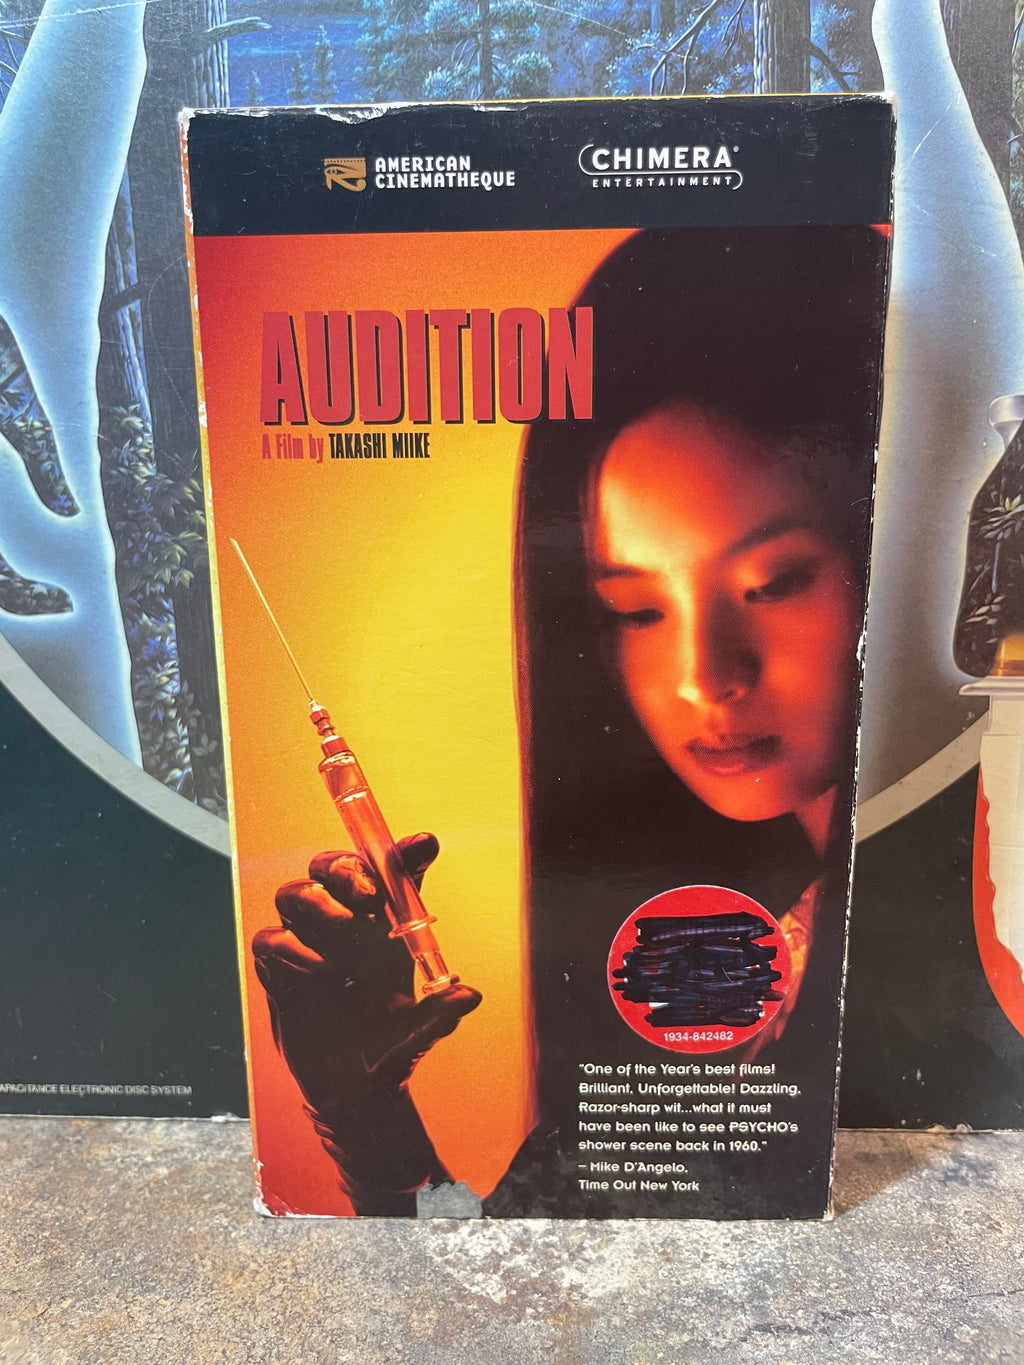 AMERICAN
CINEMATHEQUE
CHIMERA®
ENTERTAINMENT
AUDITION
A Film by TAKASHI MIIKE
1934-842482
"One of the Year's best films!
Brilliant. Unforgettable! Dazzling.
Razor-sharp wit...what it must
have been like to see PSYCHO's
shower scene back in 1960."
– Mike D'Angelo,
Time Out New York
APACITANCE ELECTRONIC DISC SYSTEM